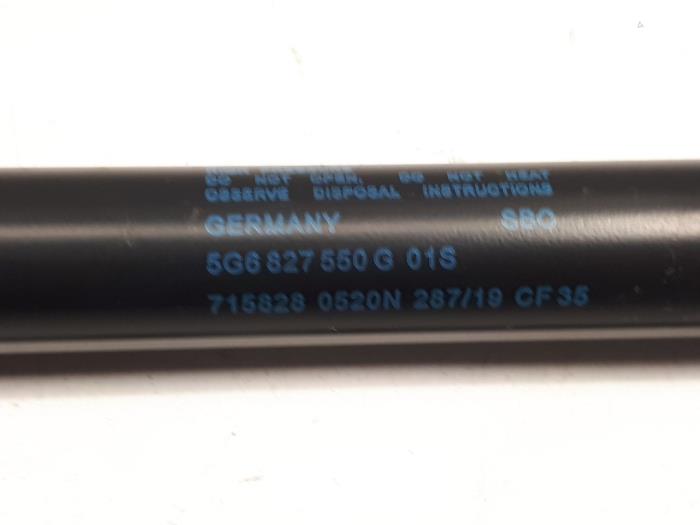 DO NOT OPEN. DO NOT HEAT
OBSERVE DISPOSAL INSTRUCTIONS
GERMANY SBO
5G6 827 550 G 01S
715828 0520N 287/19 CF35